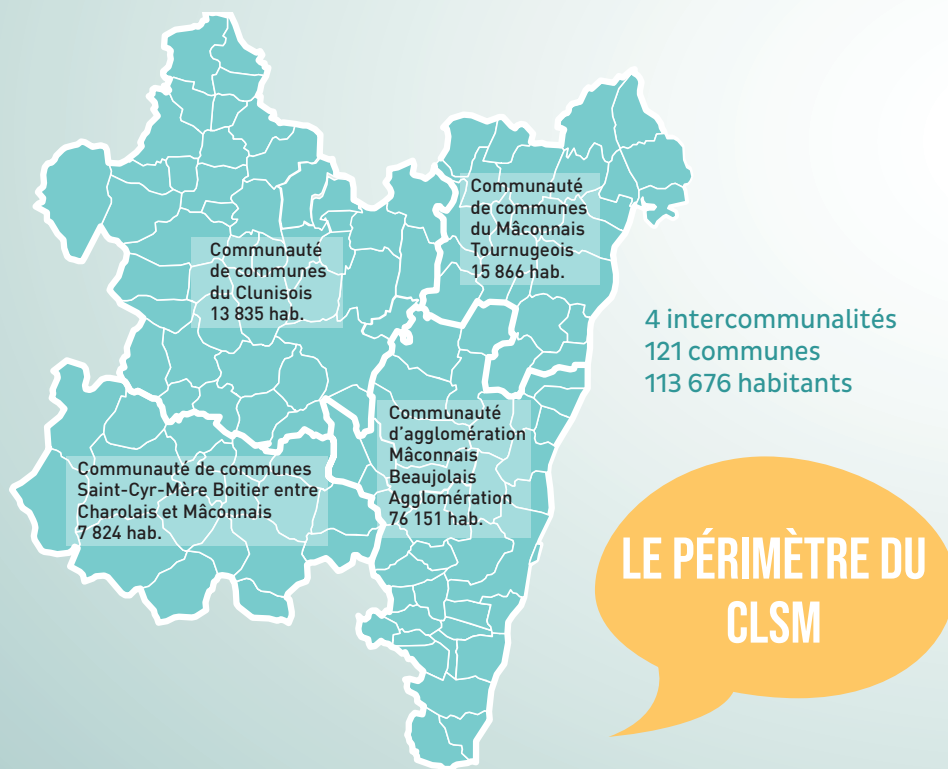 Communauté
de communes
du Mâconnais
Tournugeois
15 866 hab.
Communauté
de communes
du Clunisois
13 835 hab.
4 intercommunalités
121 communes
113 676 habitants
Communauté
d'agglomération
Mâconnais
Beaujolais
Agglomération
76 151 hab.
Communauté de communes
Saint-Cyr-Mère Boitier entre
Charolais et Mâconnais
7 824 hab.
LE PÉRIMÈTRE DU
CLSM